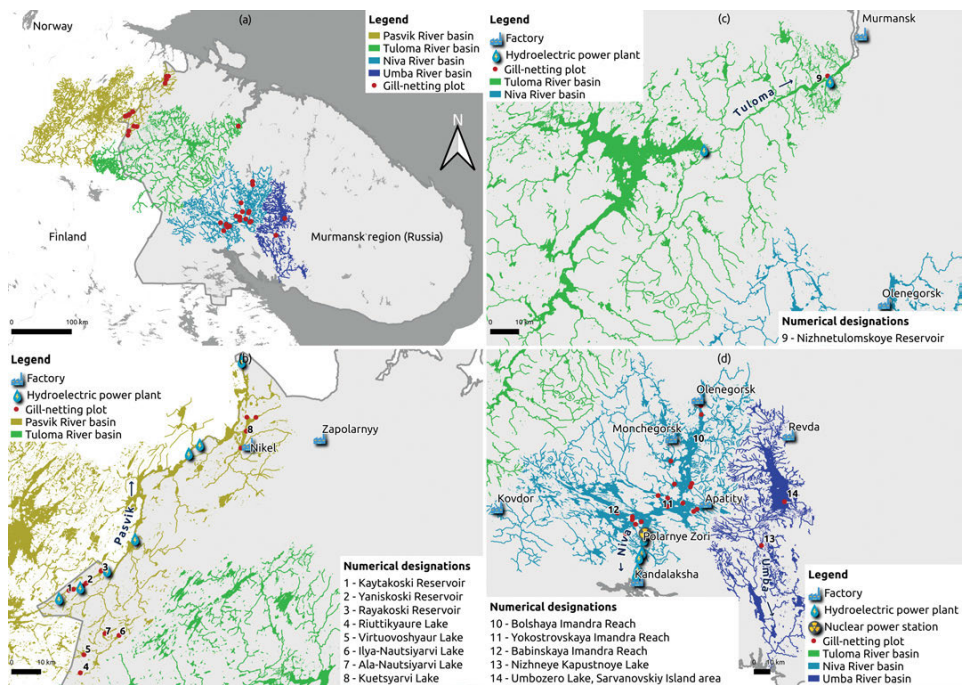 (a)
Norway
Finland
Murmansk region (Russia)
N
0 100 km
Legend
Pasvik River basin
Tuloma River basin
Niva River basin
Umba River basin
Gill-netting plot
(c)
Legend
Factory
Hydroelectric power plant
Gill-netting plot
Tuloma River basin
Niva River basin
Murmansk
9
Tuloma
Olenegorsk
0 10 km
Numerical designations
9 - Nizhnetulomskoye Reservoir
(b)
Legend
Factory
Hydroelectric power plant
Gill-netting plot
Pasvik River basin
Tuloma River basin
Zapolarnyy
8
Nikel
Pasvik
3
2
1
7
6
5
4
0 10 km
Numerical designations
1 - Kaytakoski Reservoir
2 - Yaniskoski Reservoir
3 - Rayakoski Reservoir
4 - Riuttikyaure Lake
5 - Virtuovoshyaur Lake
6 - Ilya-Nautsiyarvi Lake
7 - Ala-Nautsiyarvi Lake
8 - Kuetsyarvi Lake
(d)
Olenegorsk
Monchegorsk
10
Revda
Kovdor
11
Apatity
14
12
Polarnye Zori
13
Niva
Umba
Kandalaksha
Numerical designations
10 - Bolshaya Imandra Reach
11 - Yokostrovskaya Imandra Reach
12 - Babinskaya Imandra Reach
13 - Nizhneye Kapustnoye Lake
14 - Umbozero Lake, Sarvanovskiy Island area
0 10 km
Legend
Factory
Hydroelectric power plant
Nuclear power station
Gill-netting plot
Tuloma River basin
Niva River basin
Umba River basin